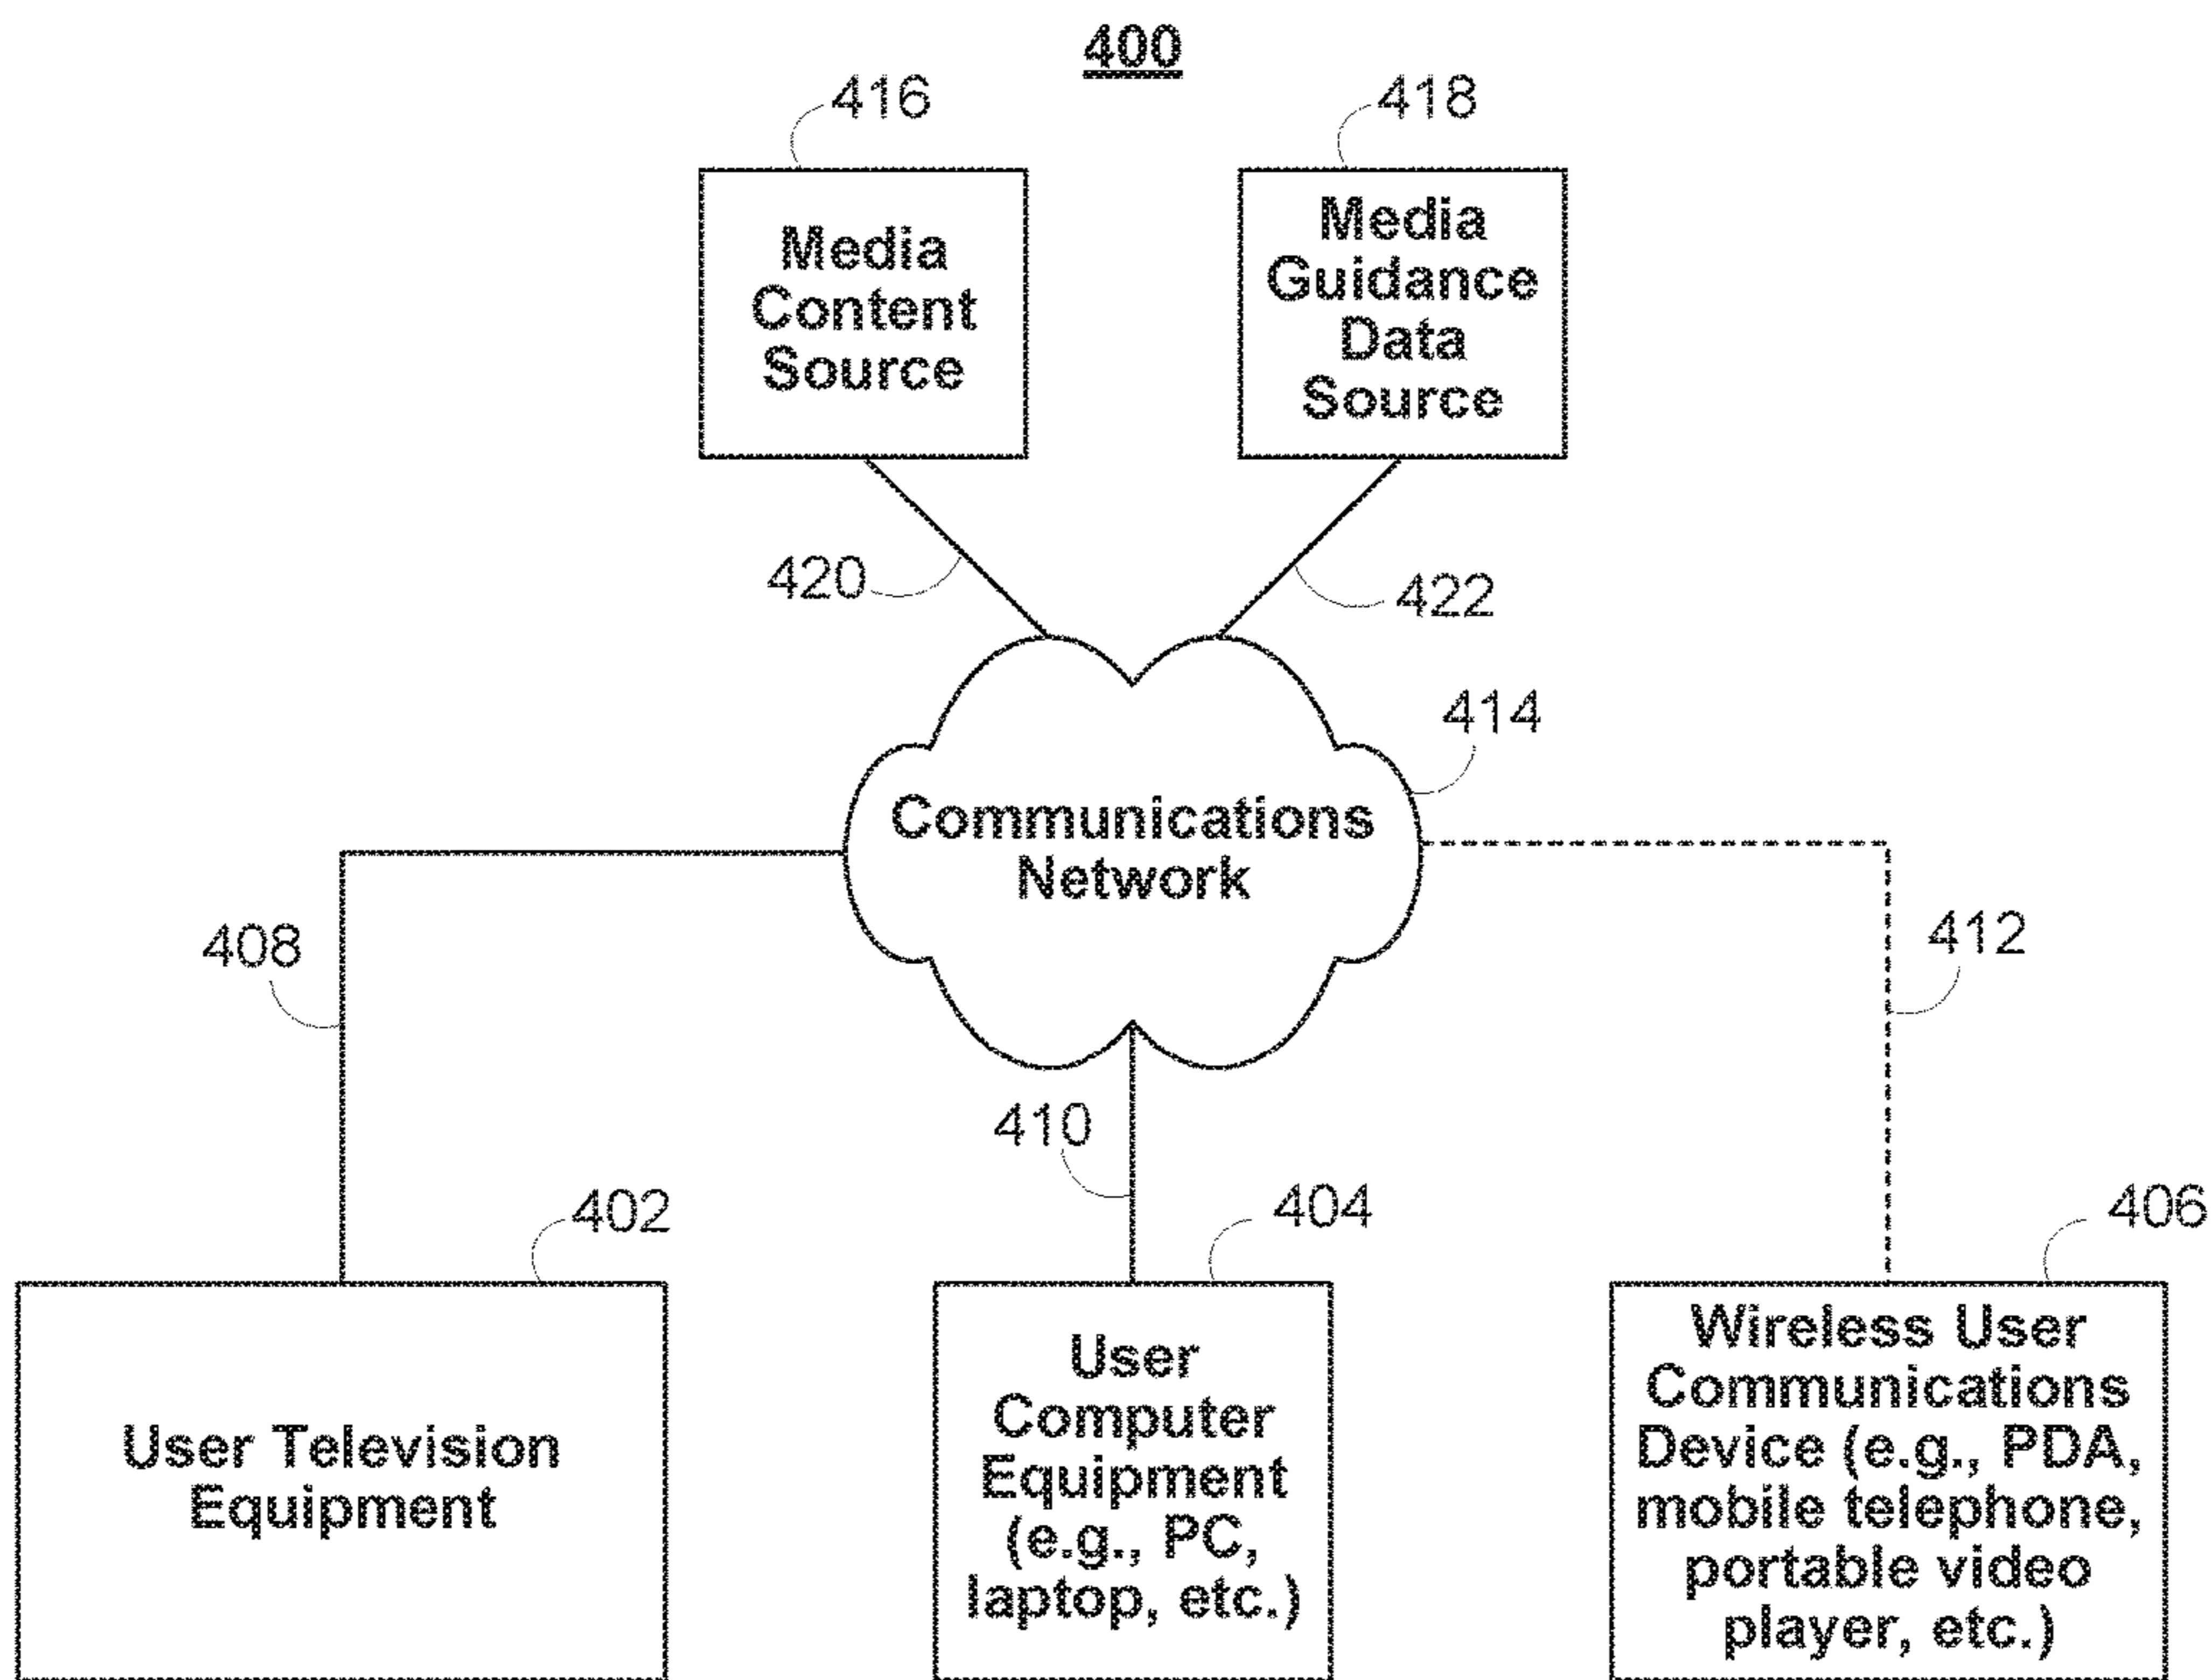 400
416
418
Media
Content
Source
Media
Guidance
Data
Source
420
422
414
Communications
Network
408
412
410
402
404
406
User Television
Equipment
User
Computer
Equipment
(e.g., PC,
laptop, etc.)
Wireless User
Communications
Device (e.g., PDA,
mobile telephone,
portable video
player, etc.)